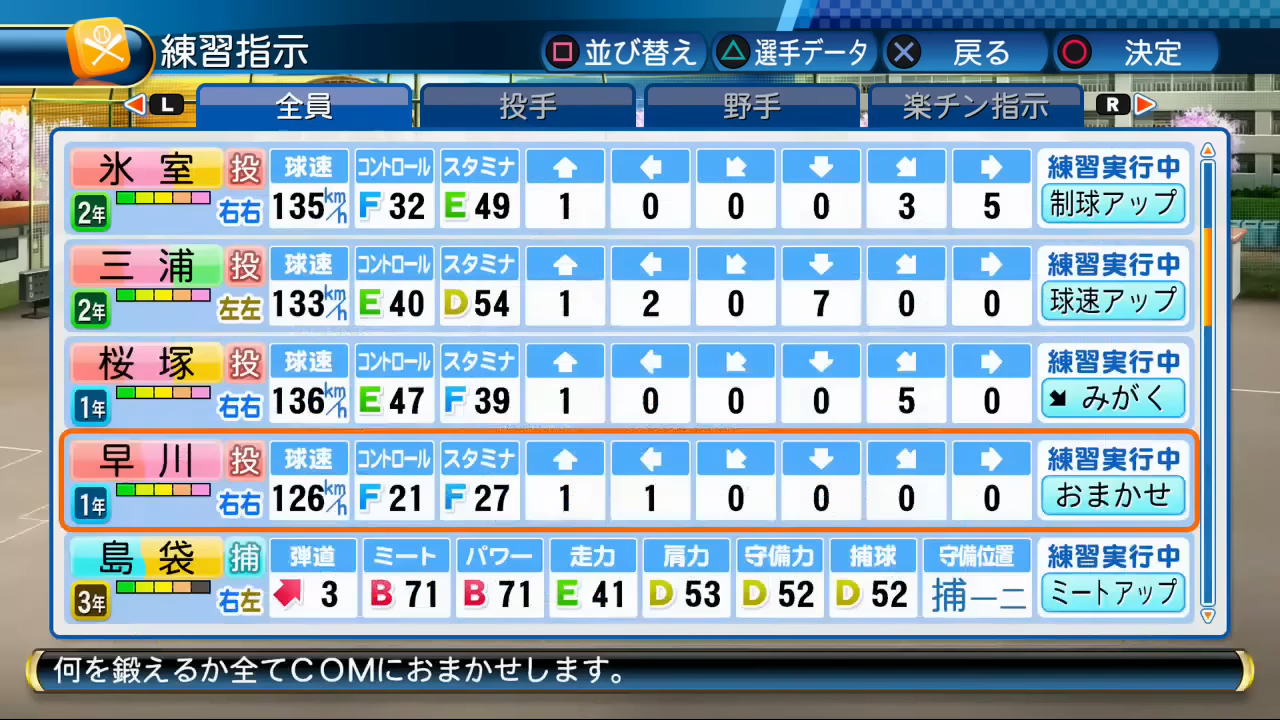 練習指示 □並び替え △選手データ ×戻る ○決定
L 全員 投手 野手 楽チン指示 R
氷室 投 球速 コントロール スタミナ ↑ ← ↙ ↓ ↘ → 練習実行中
2年 右右 135km/h F 32 E 49 1 0 0 0 3 5 制球アップ
三浦 投 球速 コントロール スタミナ ↑ ← ↙ ↓ ↘ → 練習実行中
2年 左左 133km/h E 40 D 54 1 2 0 7 0 0 球速アップ
桜塚 投 球速 コントロール スタミナ ↑ ← ↙ ↓ ↘ → 練習実行中
1年 右右 136km/h E 47 F 39 1 0 0 0 5 0 ↘ みがく
早川 投 球速 コントロール スタミナ ↑ ← ↙ ↓ ↘ → 練習実行中
1年 右右 126km/h F 21 F 27 1 1 0 0 0 0 おまかせ
島袋 捕 弾道 ミート パワー 走力 肩力 守備力 捕球 守備位置 練習実行中
3年 右左 3 B 71 B 71 E 41 D 53 D 52 D 52 捕一二 ミートアップ
何を鍛えるか全てCOMにおまかせします。